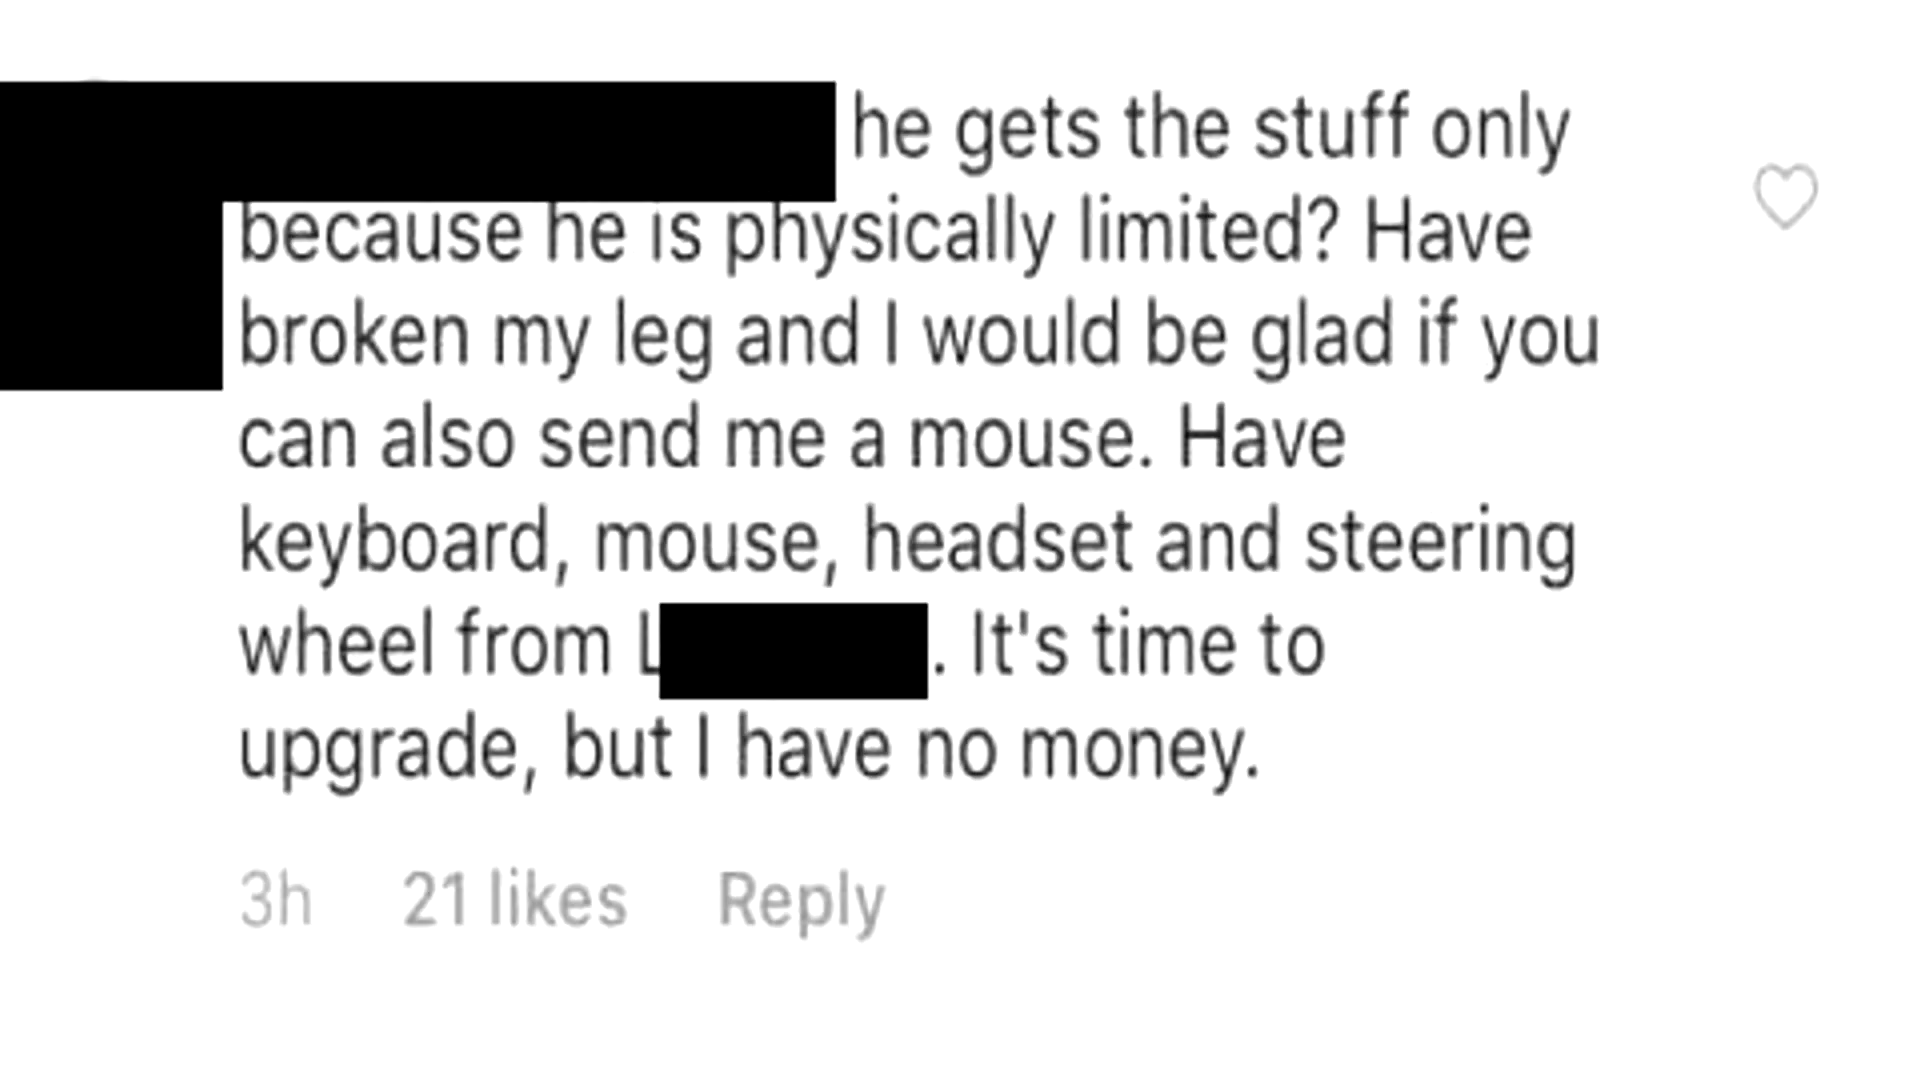 he gets the stuff only
because he is physically limited? Have
broken my leg and I would be glad if you
can also send me a mouse. Have
keyboard, mouse, headset and steering
wheel from L . It's time to
upgrade, but I have no money.
3h 21 likes Reply